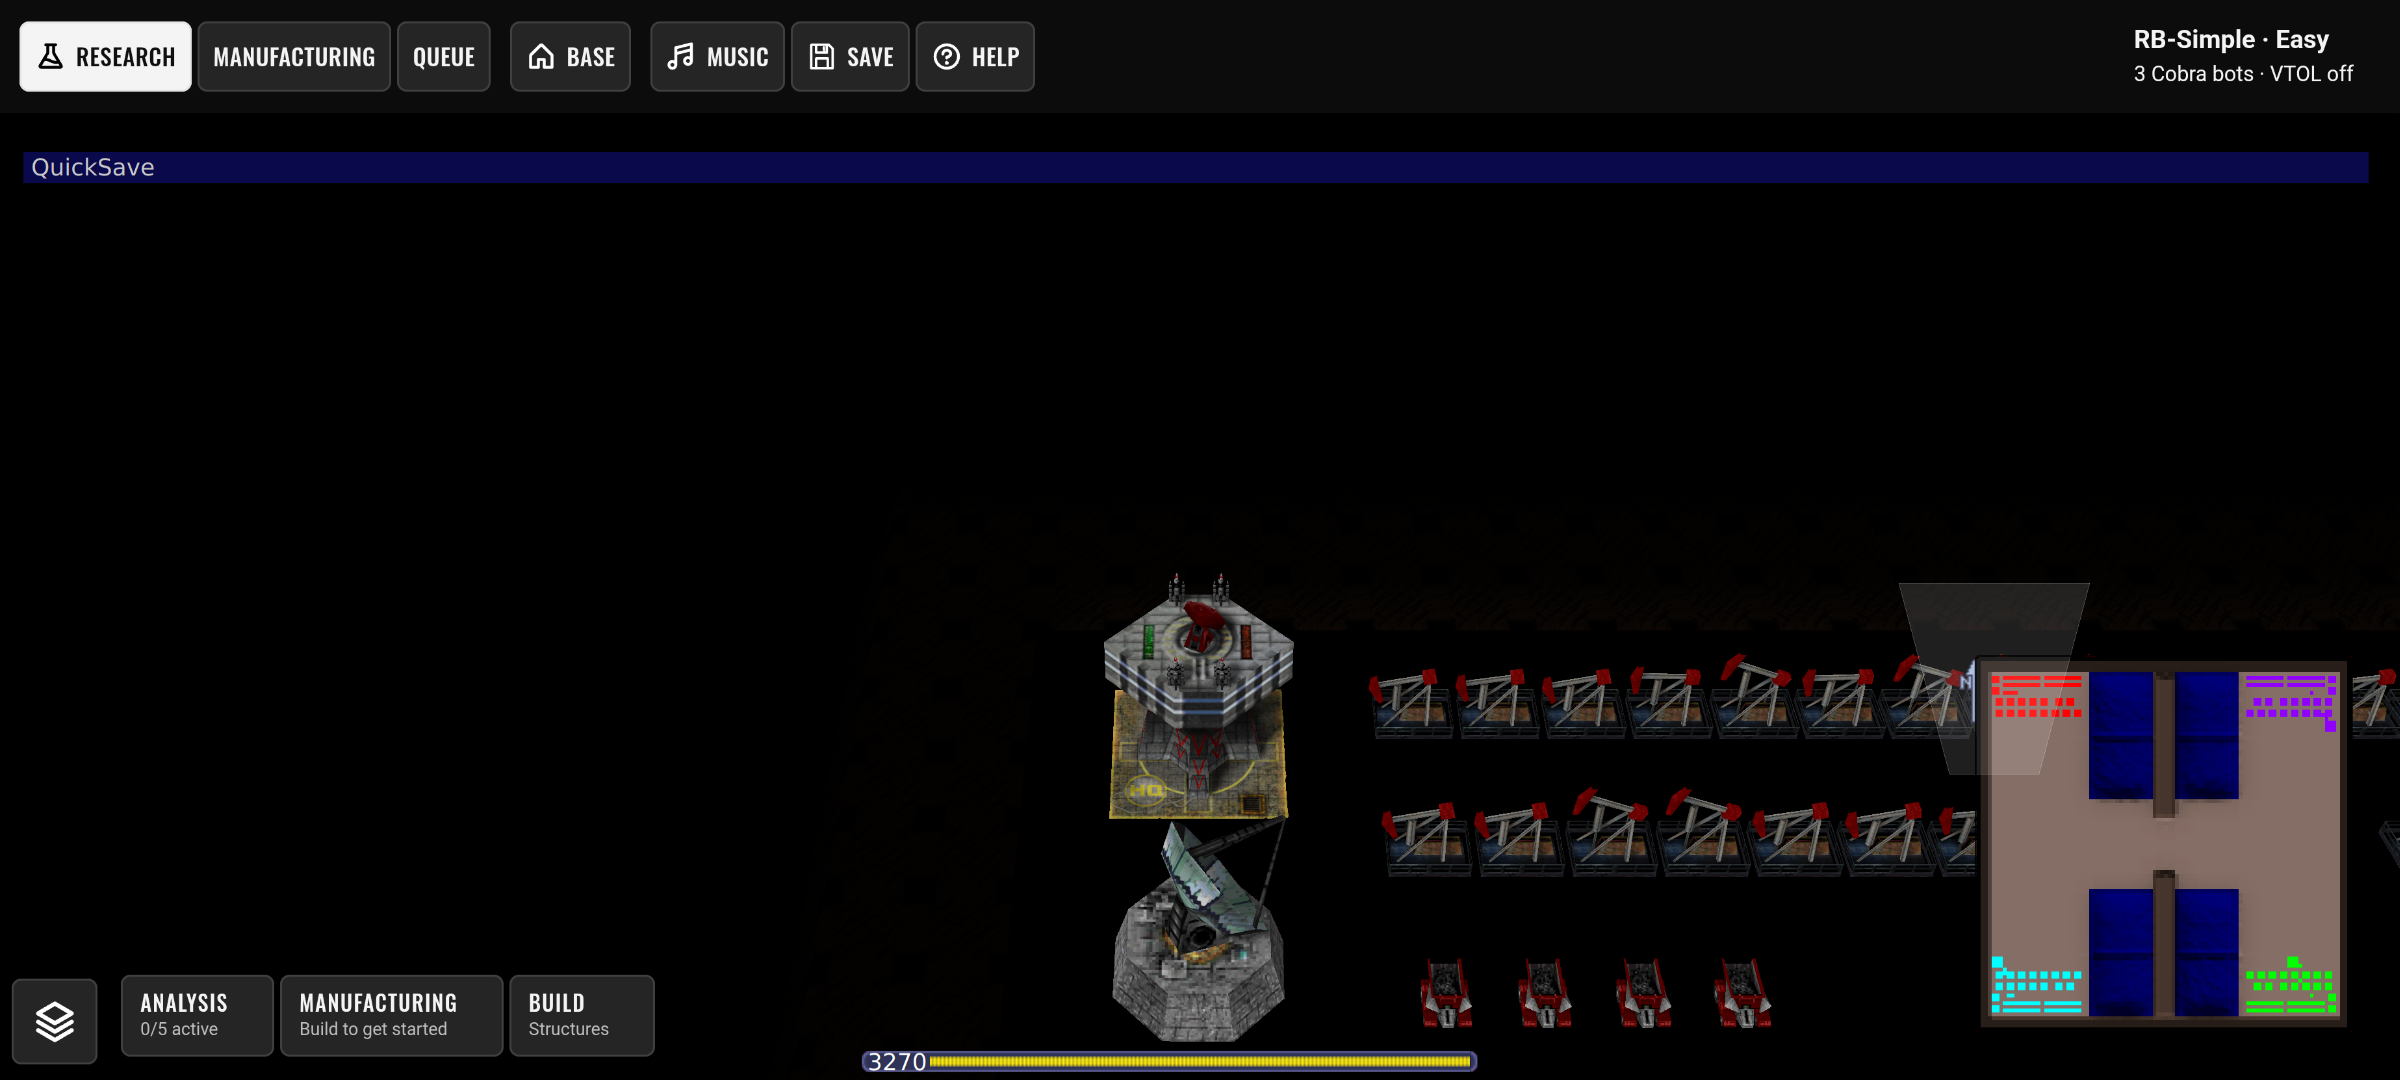 RESEARCH
MANUFACTURING
QUEUE
BASE
MUSIC
SAVE
HELP
RB-Simple · Easy
3 Cobra bots · VTOL off
QuickSave
HQ
N
ANALYSIS
0/5 active
MANUFACTURING
Build to get started
BUILD
Structures
3270